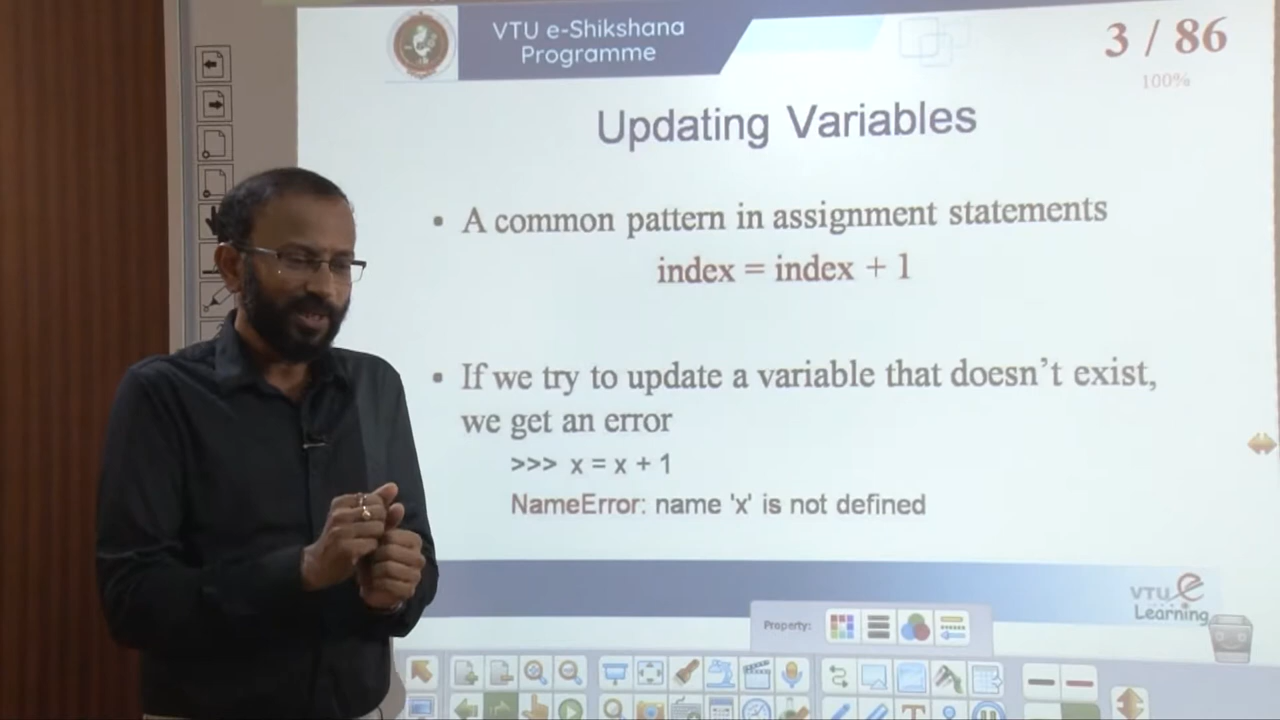 VTU e-Shikshana
Programme
3 / 86
100%
Updating Variables
• A common pattern in assignment statements
index = index + 1
• If we try to update a variable that doesn't exist,
we get an error
>>> x = x + 1
NameError: name 'x' is not defined
VTU e
Learning
Property: